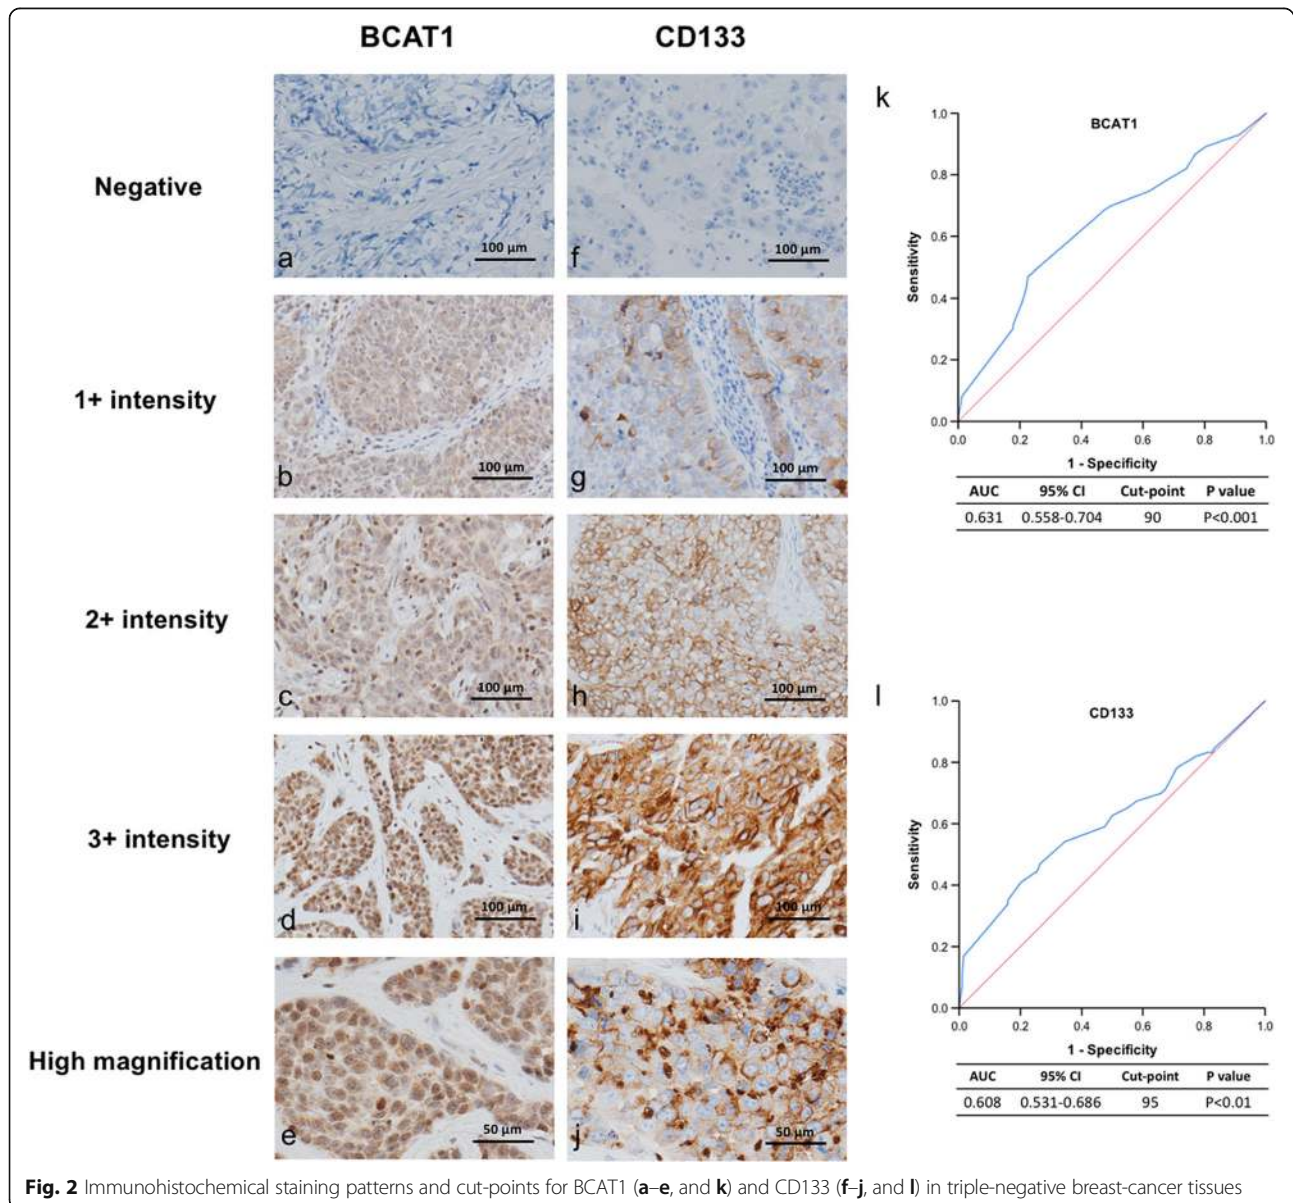 BCAT1 CD133
Negative
a 100 µm
f 100 µm
1+ intensity
b 100 µm
g 100 µm
2+ intensity
c 100 µm
h 100 µm
3+ intensity
d 100 µm
i 100 µm
High magnification
e 50 µm
j 50 µm
k
BCAT1
Sensitivity
1.0
0.8
0.6
0.4
0.2
0.0
0.0 0.2 0.4 0.6 0.8 1.0
1 - Specificity
AUC 95% CI Cut-point P value
0.631 0.558-0.704 90 P<0.001
l
CD133
Sensitivity
1.0
0.8
0.6
0.4
0.2
0.0
0.0 0.2 0.4 0.6 0.8 1.0
1 - Specificity
AUC 95% CI Cut-point P value
0.608 0.531-0.686 95 P<0.01
Fig. 2 Immunohistochemical staining patterns and cut-points for BCAT1 (a–e, and k) and CD133 (f–j, and l) in triple-negative breast-cancer tissues